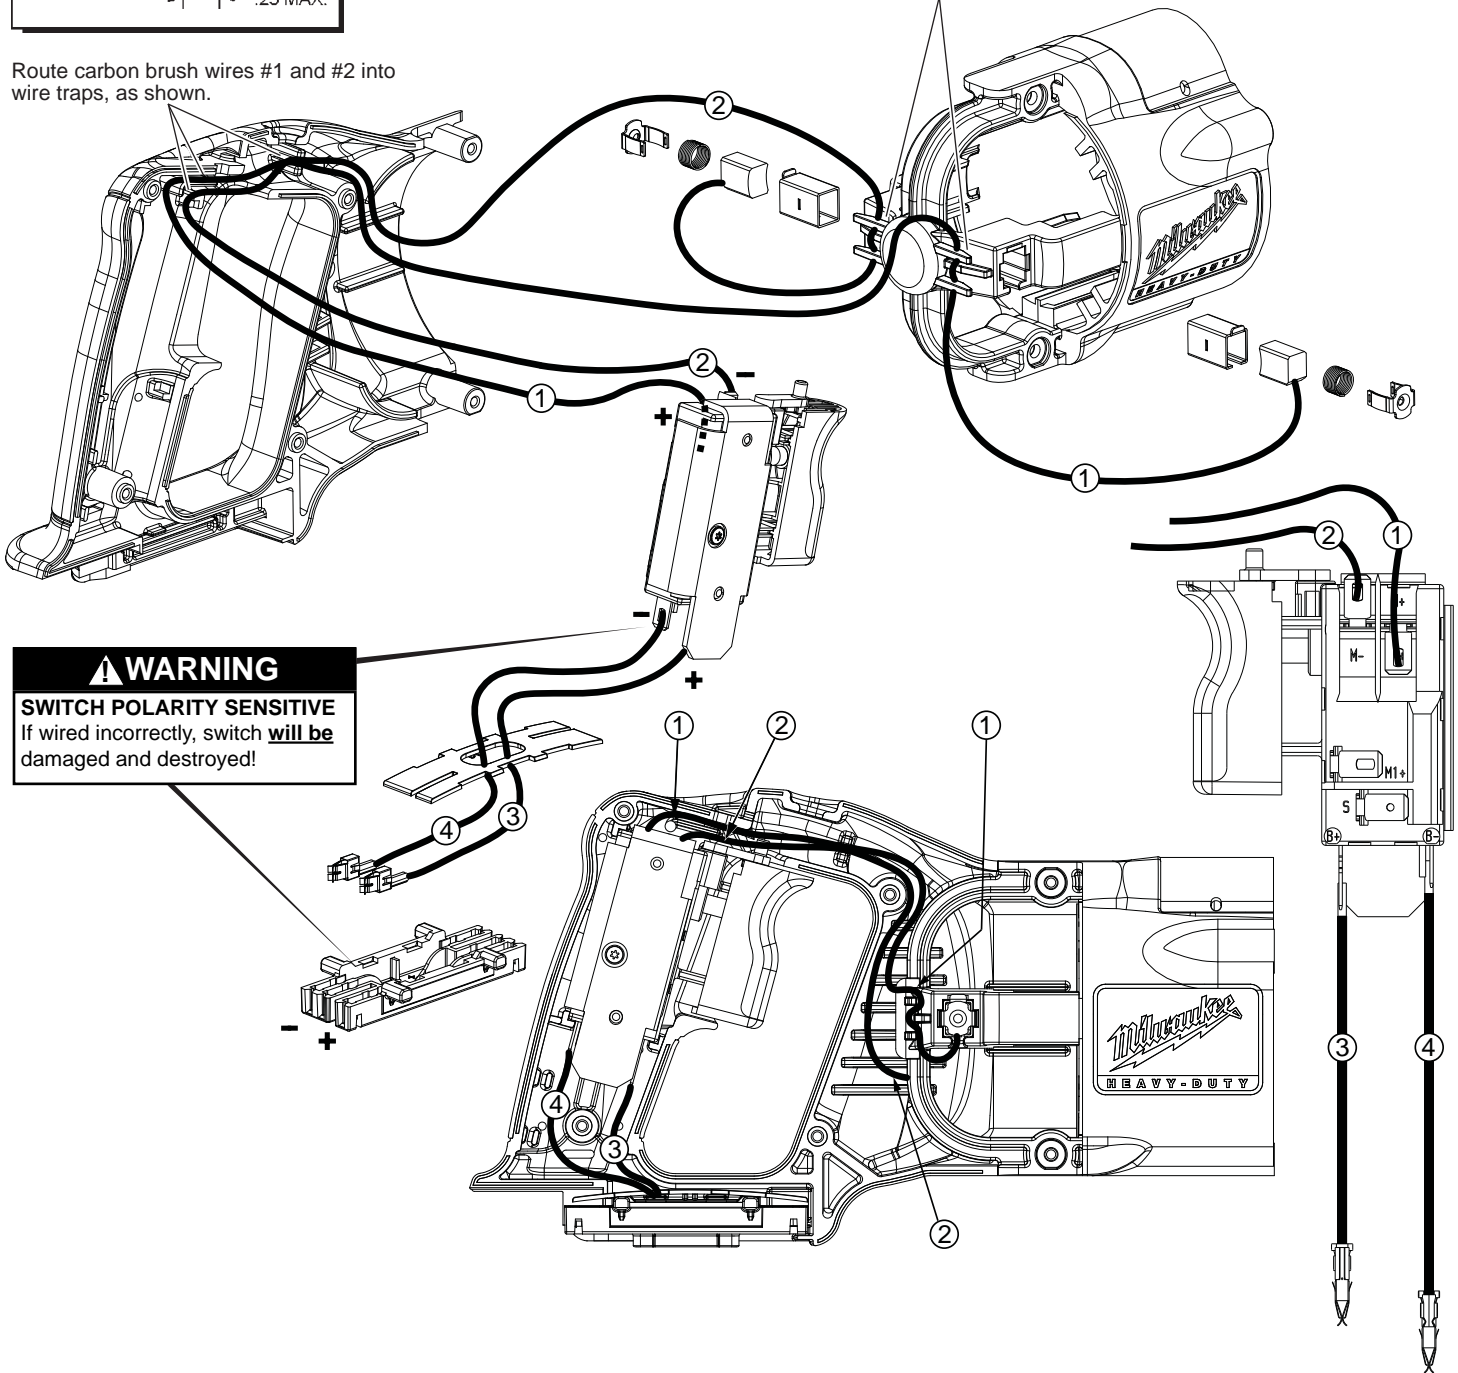 .25 MAX.
Route carbon brush wires #1 and #2 into
wire traps, as shown.
2
Milwaukee
HEAVY-DUTY
2
-
1
+
1
2
1
-
+
M-
M1+
S
B+
B-
WARNING
SWITCH POLARITY SENSITIVE
If wired incorrectly, switch will be
damaged and destroyed!
1
2
1
4
3
-
+
Milwaukee
HEAVY-DUTY
3
4
4
3
2